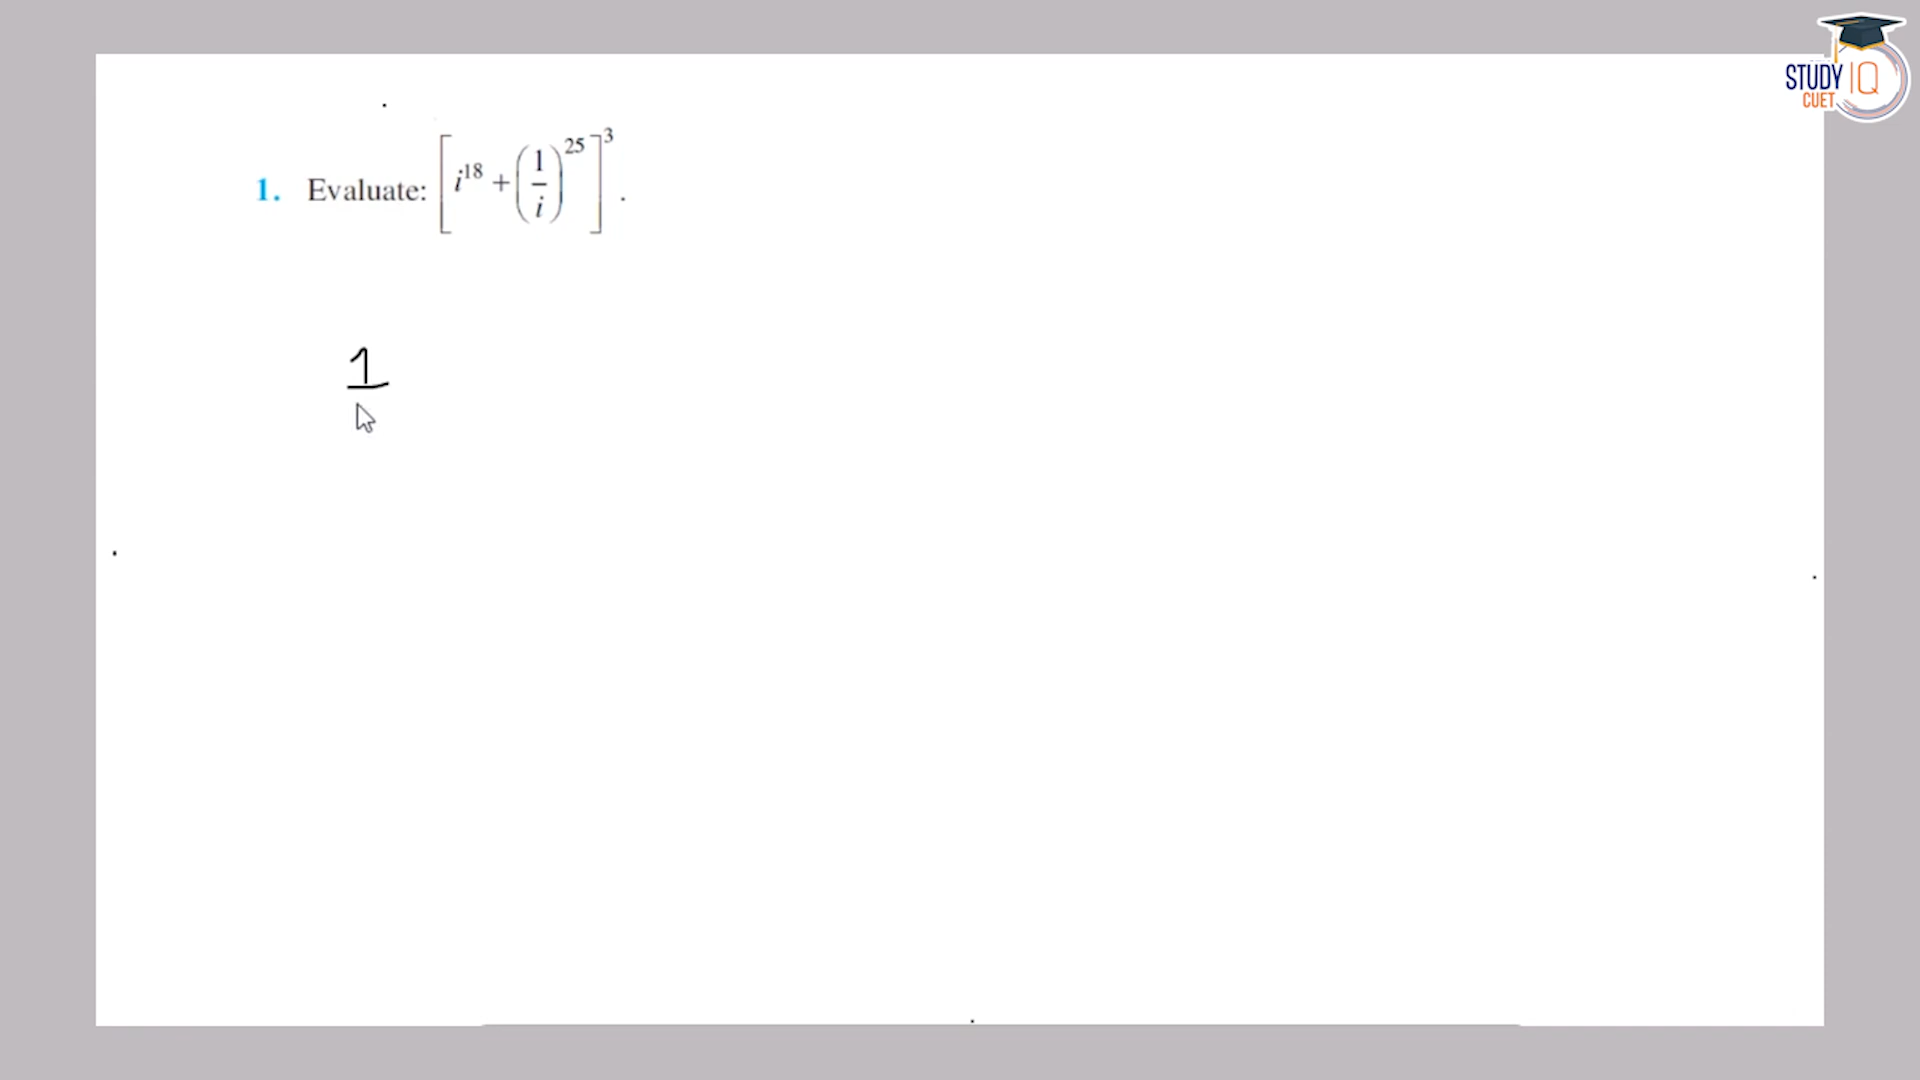 STUDY IQ
CUET
1. Evaluate: [i^18 + (1/i)^25]^3 .
1